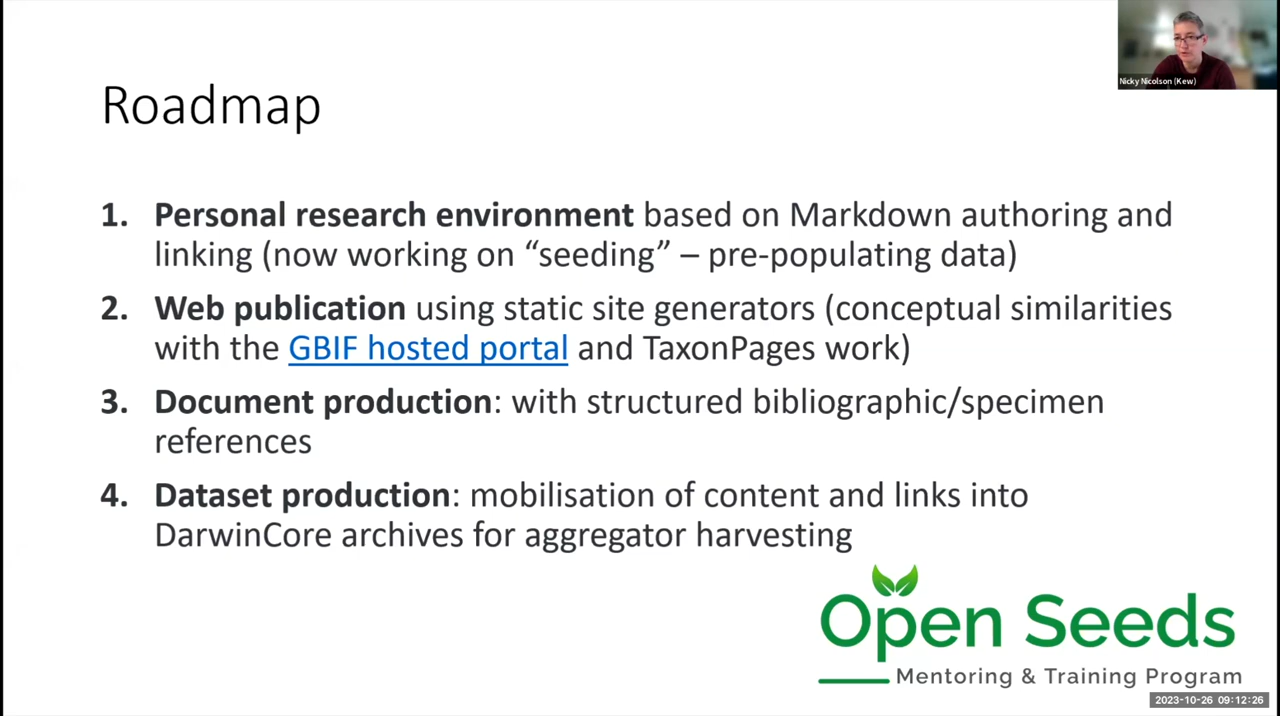 Nicky Nicolson (Kew)
Roadmap
1. Personal research environment based on Markdown authoring and
linking (now working on “seeding” – pre-populating data)
2. Web publication using static site generators (conceptual similarities
with the GBIF hosted portal and TaxonPages work)
3. Document production: with structured bibliographic/specimen
references
4. Dataset production: mobilisation of content and links into
DarwinCore archives for aggregator harvesting
Open Seeds
Mentoring & Training Program
2023-10-26 09:12:26